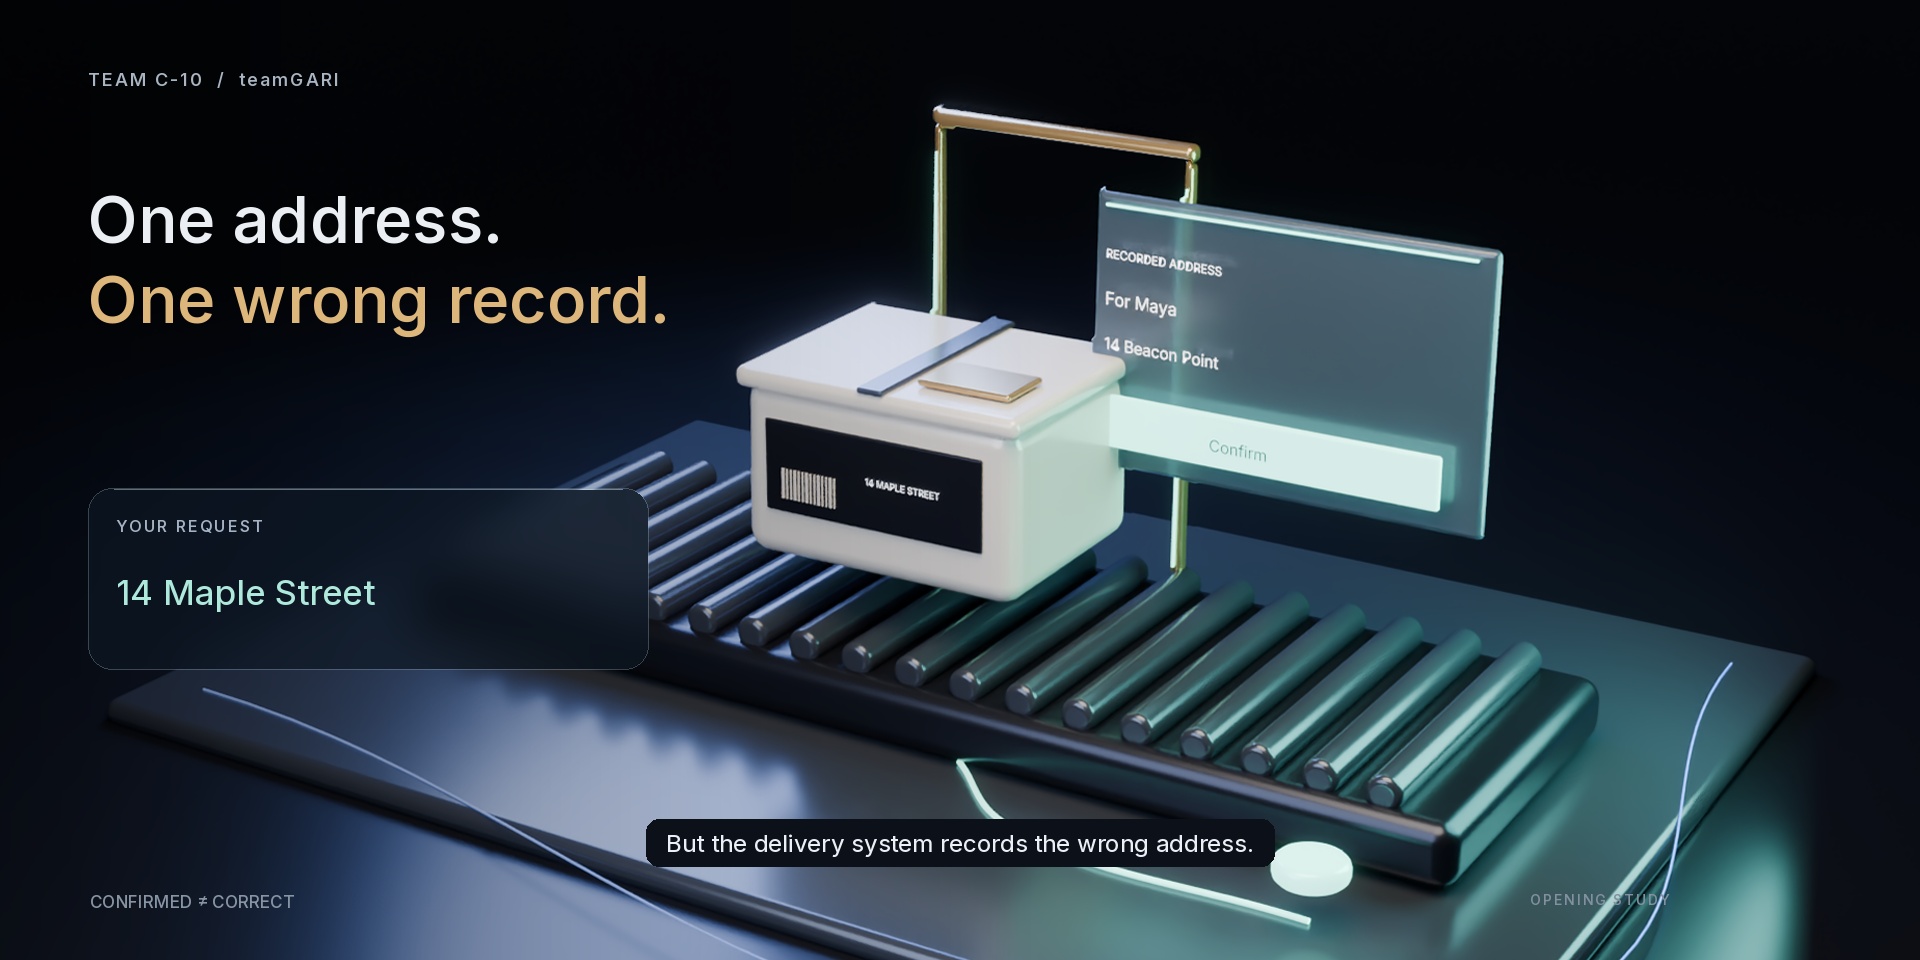 TEAM C-10 / teamGARI
One address.
One wrong record.
RECORDED ADDRESS
For Maya
14 Beacon Point
Confirm
14 MAPLE STREET
YOUR REQUEST
14 Maple Street
But the delivery system records the wrong address.
CONFIRMED ≠ CORRECT
OPENING STUDY